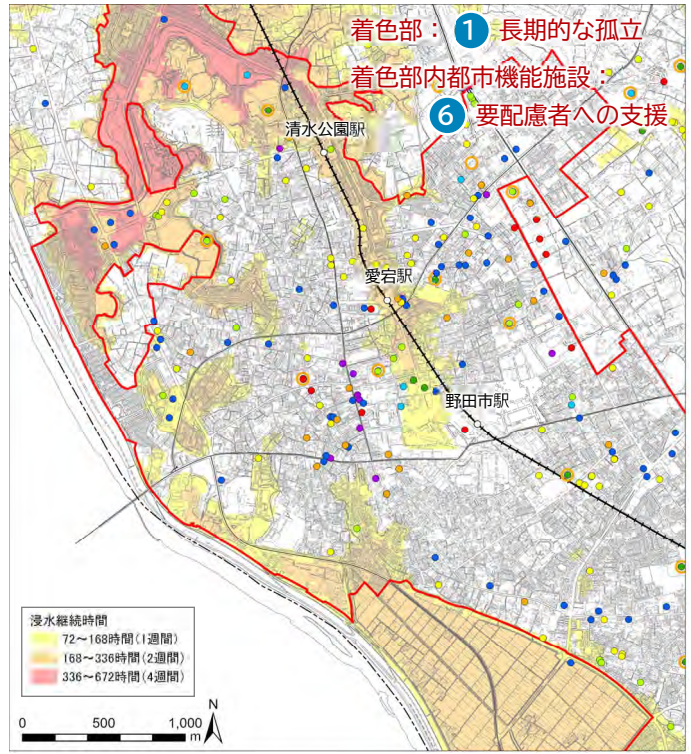 着色部： 1 長期的な孤立
着色部内都市機能施設：
6 要配慮者への支援
清水公園駅
愛宕駅
野田市駅
浸水継続時間
72～168時間(1週間)
168～336時間(2週間)
336～672時間(4週間)
N
0 500 1,000
m